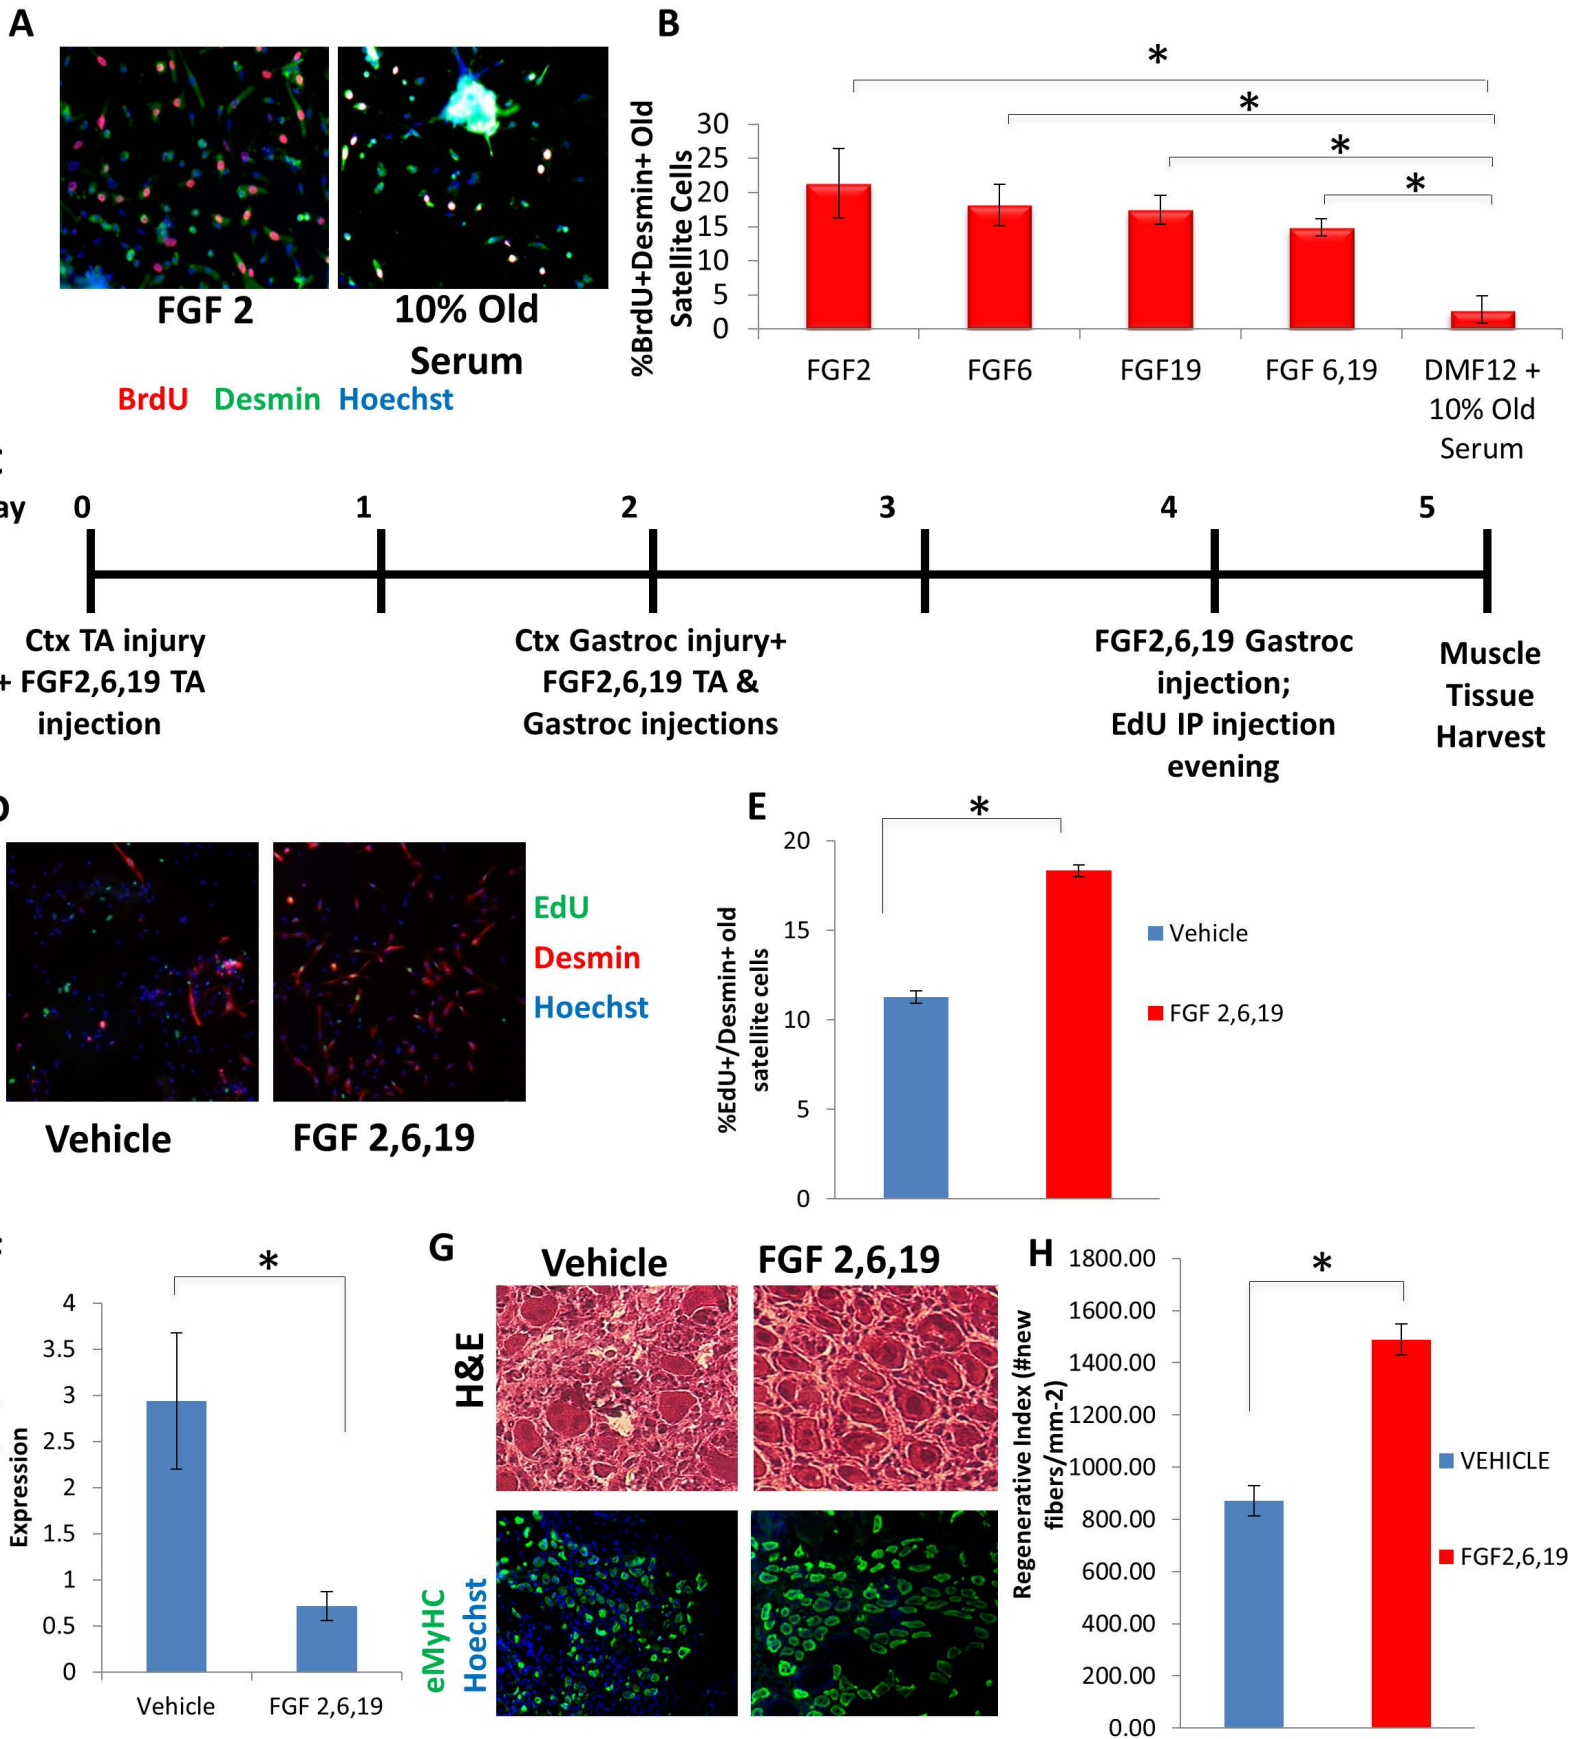 A
FGF 2
10% Old
Serum
BrdU Desmin Hoechst
B
*
*
*
*
%BrdU+Desmin+ Old
Satellite Cells
30
25
20
15
10
5
0
FGF2
FGF6
FGF19
FGF 6,19
DMF12 +
10% Old
Serum
ay
0
1
2
3
4
5
Ctx TA injury
+ FGF2,6,19 TA
injection
Ctx Gastroc injury+
FGF2,6,19 TA &
Gastroc injections
FGF2,6,19 Gastroc
injection;
EdU IP injection
evening
Muscle
Tissue
Harvest
EdU
Desmin
Hoechst
Vehicle
FGF 2,6,19
E
*
%EdU+/Desmin+ old
satellite cells
20
15
10
5
0
Vehicle
FGF 2,6,19
*
Expression
4
3.5
3
2.5
2
1.5
1
0.5
0
Vehicle
FGF 2,6,19
G
Vehicle
FGF 2,6,19
H&E
eMyHC
Hoechst
H
*
Regenerative Index (#new
fibers/mm-2)
1800.00
1600.00
1400.00
1200.00
1000.00
800.00
600.00
400.00
200.00
0.00
VEHICLE
FGF2,6,19